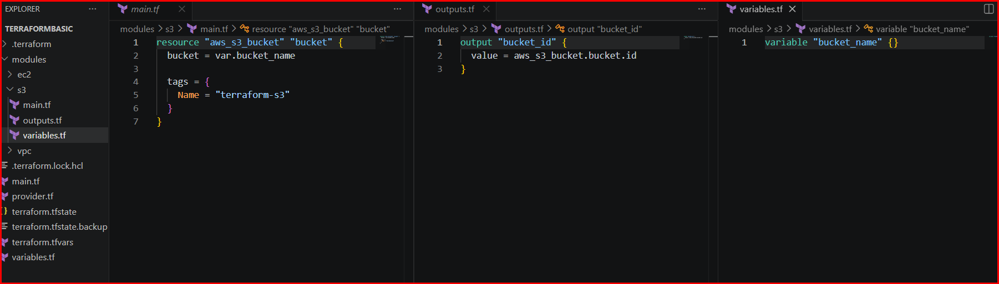 EXPLORER
TERRAFORMBASIC
.terraform
modules
ec2
s3
main.tf
outputs.tf
variables.tf
vpc
.terraform.lock.hcl
main.tf
provider.tf
terraform.tfstate
terraform.tfstate.backup
terraform.tfvars
variables.tf
main.tf
modules > s3 > main.tf > resource "aws_s3_bucket" "bucket"
1 resource "aws_s3_bucket" "bucket" {
2 bucket = var.bucket_name
3
4 tags = {
5 Name = "terraform-s3"
6 }
7 }
outputs.tf
modules > s3 > outputs.tf > output "bucket_id"
1 output "bucket_id" {
2 value = aws_s3_bucket.bucket.id
3 }
variables.tf
modules > s3 > variables.tf > variable "bucket_name"
1 variable "bucket_name" {}